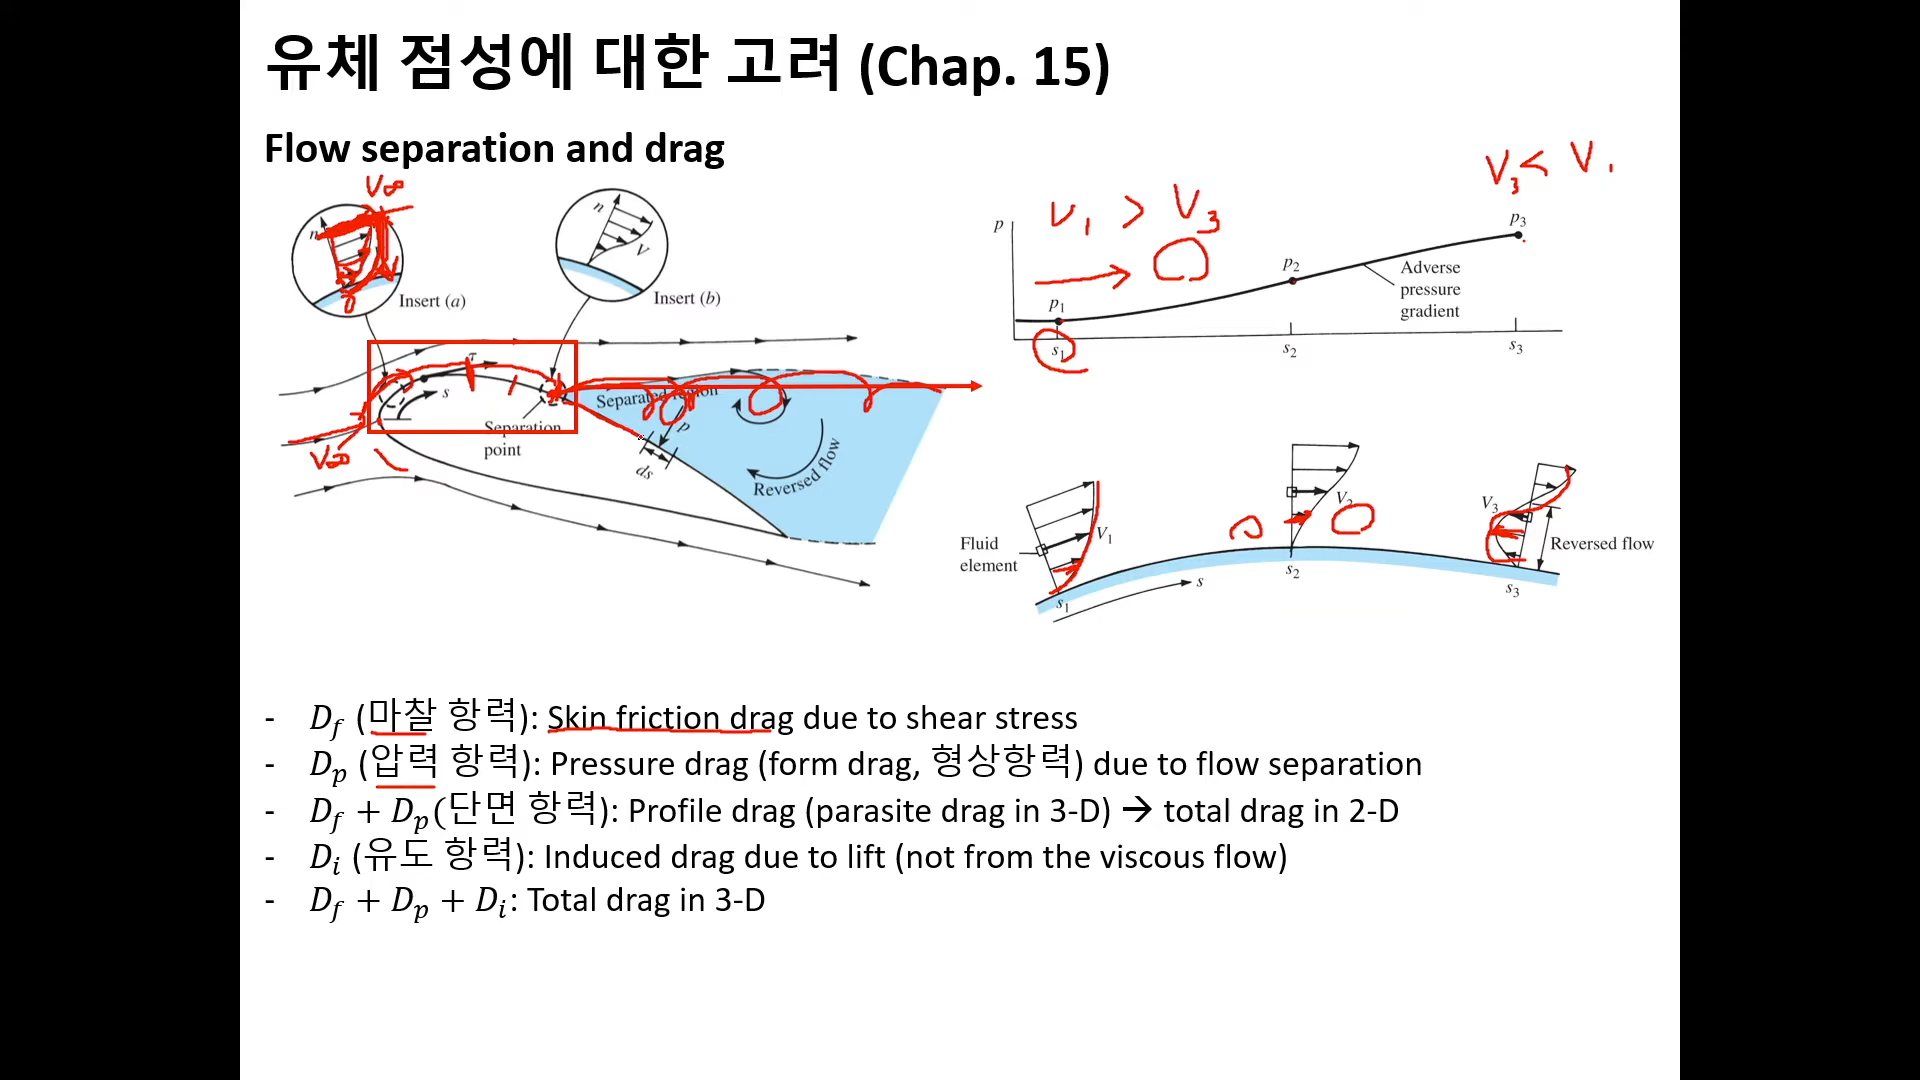 유체 점성에 대한 고려 (Chap. 15)
Flow separation and drag
V∞
n
V
0
Insert (a)
n
V
Insert (b)
τ
s
Separation
point
V∞
Separated region
p
ds
Reversed flow
V₁ > V₃
V₃ < V₁
p
p₁
p₂
p₃
Adverse
pressure
gradient
s₁
s₂
s₃
Fluid
element
V₁
V₂
V₃
Reversed flow
s₁
s
s₂
s₃
- D_f (마찰 항력): Skin friction drag due to shear stress
- D_p (압력 항력): Pressure drag (form drag, 형상항력) due to flow separation
- D_f + D_p(단면 항력): Profile drag (parasite drag in 3-D) → total drag in 2-D
- D_i (유도 항력): Induced drag due to lift (not from the viscous flow)
- D_f + D_p + D_i: Total drag in 3-D